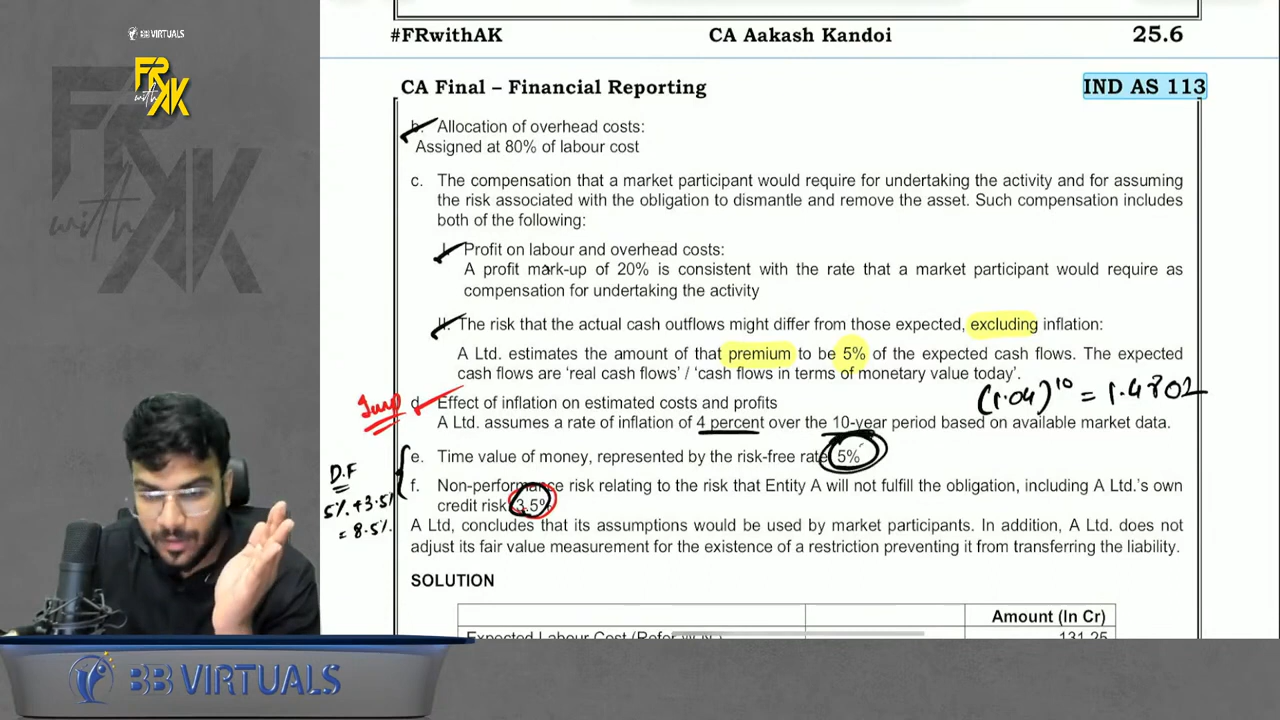 BB VIRTUALS
FR
with
AK
#FRwithAK CA Aakash Kandoi 25.6
CA Final – Financial Reporting IND AS 113
b. Allocation of overhead costs:
Assigned at 80% of labour cost
c. The compensation that a market participant would require for undertaking the activity and for assuming
the risk associated with the obligation to dismantle and remove the asset. Such compensation includes
both of the following:
I. Profit on labour and overhead costs:
A profit mark-up of 20% is consistent with the rate that a market participant would require as
compensation for undertaking the activity
II. The risk that the actual cash outflows might differ from those expected, excluding inflation:
A Ltd. estimates the amount of that premium to be 5% of the expected cash flows. The expected
cash flows are ‘real cash flows’ / ‘cash flows in terms of monetary value today’.
(1.04)¹⁰ = 1.4802
Imp
d. Effect of inflation on estimated costs and profits
A Ltd. assumes a rate of inflation of 4 percent over the 10-year period based on available market data.
e. Time value of money, represented by the risk-free rate 5%
D.F
5% + 3.5%
= 8.5%
f. Non-performance risk relating to the risk that Entity A will not fulfill the obligation, including A Ltd.’s own
credit risk 3.5%
A Ltd, concludes that its assumptions would be used by market participants. In addition, A Ltd. does not
adjust its fair value measurement for the existence of a restriction preventing it from transferring the liability.
SOLUTION
Amount (In Cr)
Expected Labour Cost 131.25
BB VIRTUALS